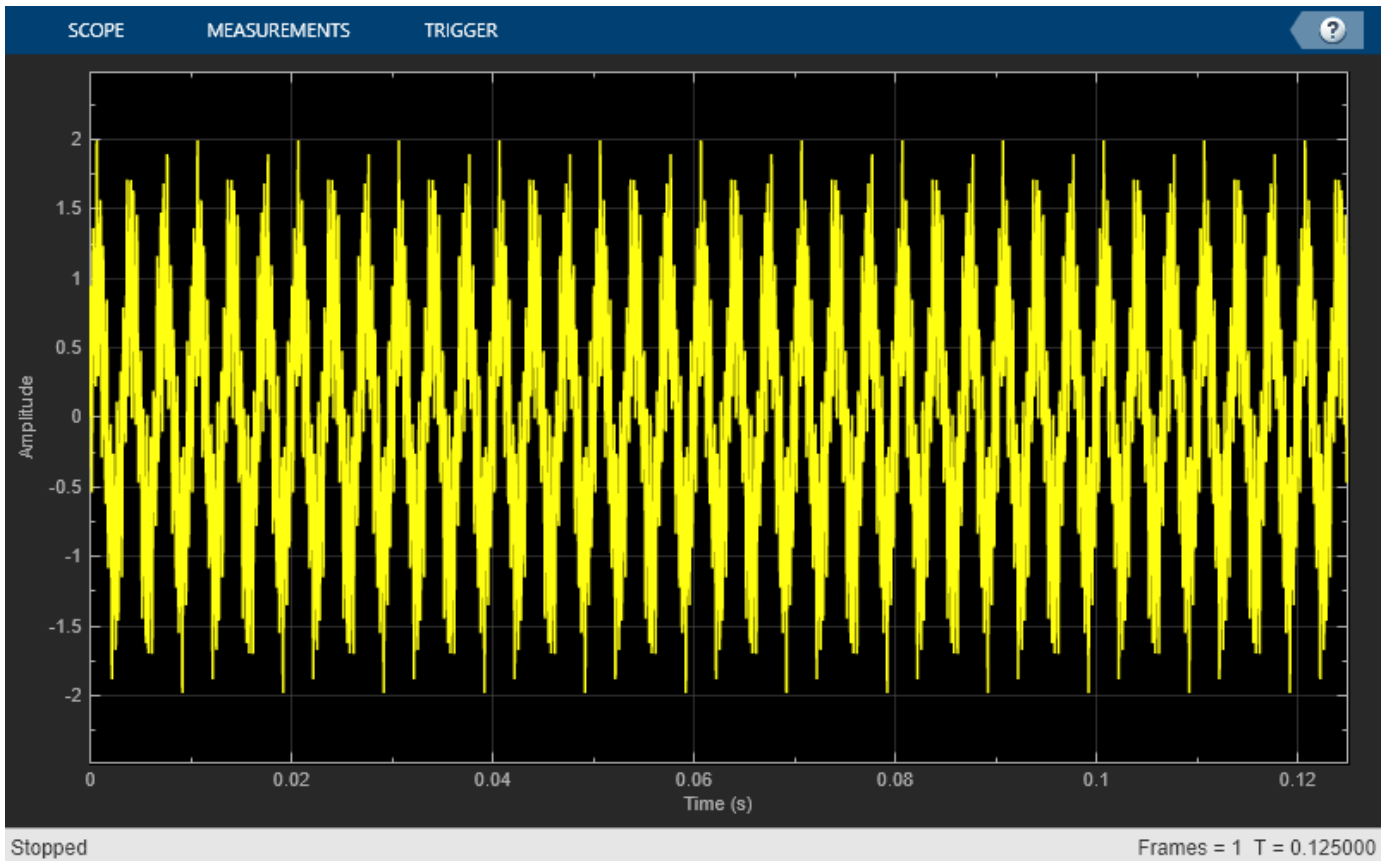 SCOPE MEASUREMENTS TRIGGER ?
2
1.5
1
0.5
0
-0.5
-1
-1.5
-2
Amplitude
0 0.02 0.04 0.06 0.08 0.1 0.12
Time (s)
Stopped Frames = 1 T = 0.125000